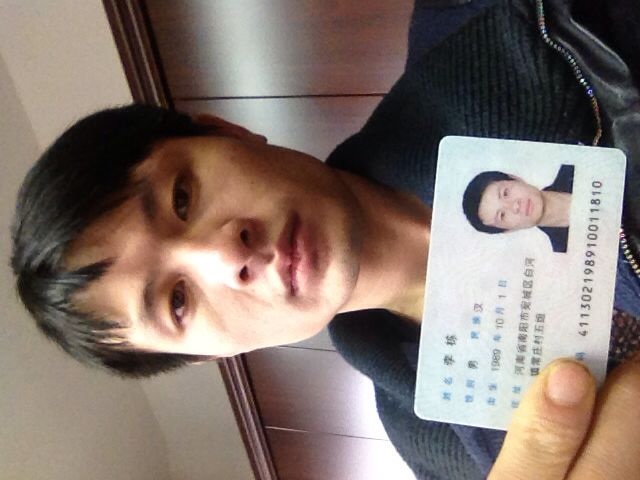 姓 名 李 栋
性 别 男 民 族 汉
出 生 1989 年 10 月 1 日
住 址 河南省南阳市宛城区白河
镇常庄村五组
码 411302198910011810